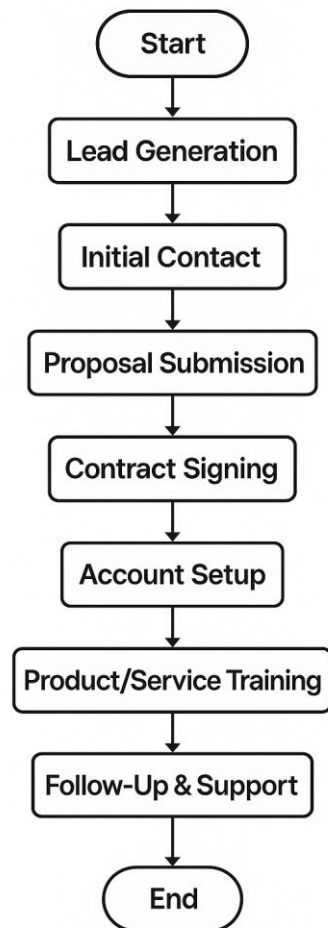 Start
Lead Generation
Initial Contact
Proposal Submission
Contract Signing
Account Setup
Product/Service Training
Follow-Up & Support
End